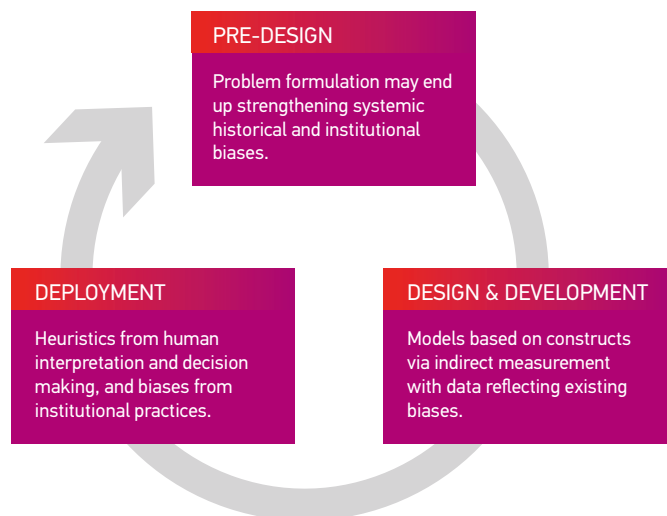 PRE-DESIGN
Problem formulation may end
up strengthening systemic
historical and institutional
biases.
DEPLOYMENT
Heuristics from human
interpretation and decision
making, and biases from
institutional practices.
DESIGN & DEVELOPMENT
Models based on constructs
via indirect measurement
with data reflecting existing
biases.